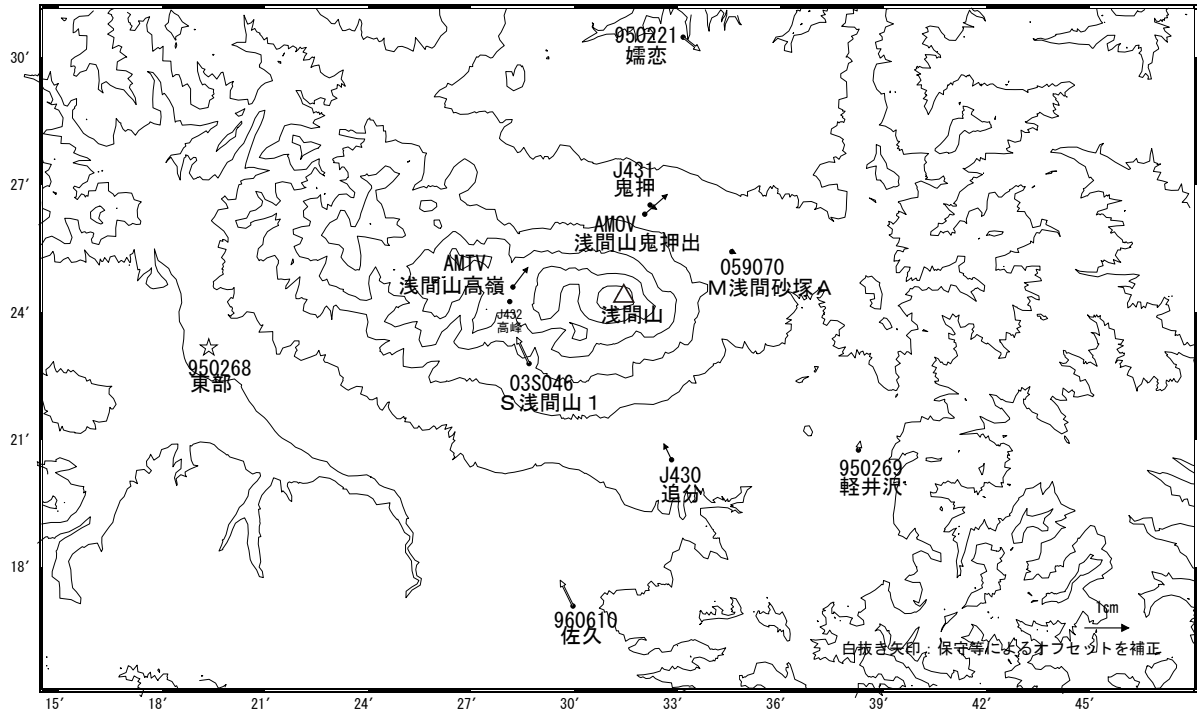 950221
嬬恋
30′
J431
鬼押
27′
AMOV
浅間山鬼押出
AMTV
浅間山高嶺
059070
M浅間砂塚A
24′
浅間山
J432
高峰
950268
東部
03S046
S浅間山1
21′
J430
追分
950269
軽井沢
18′
960610
佐久
1cm
白抜き矢印:保守等によるオフセットを補正
15′ 18′ 21′ 24′ 27′ 30′ 33′ 36′ 39′ 42′ 45′